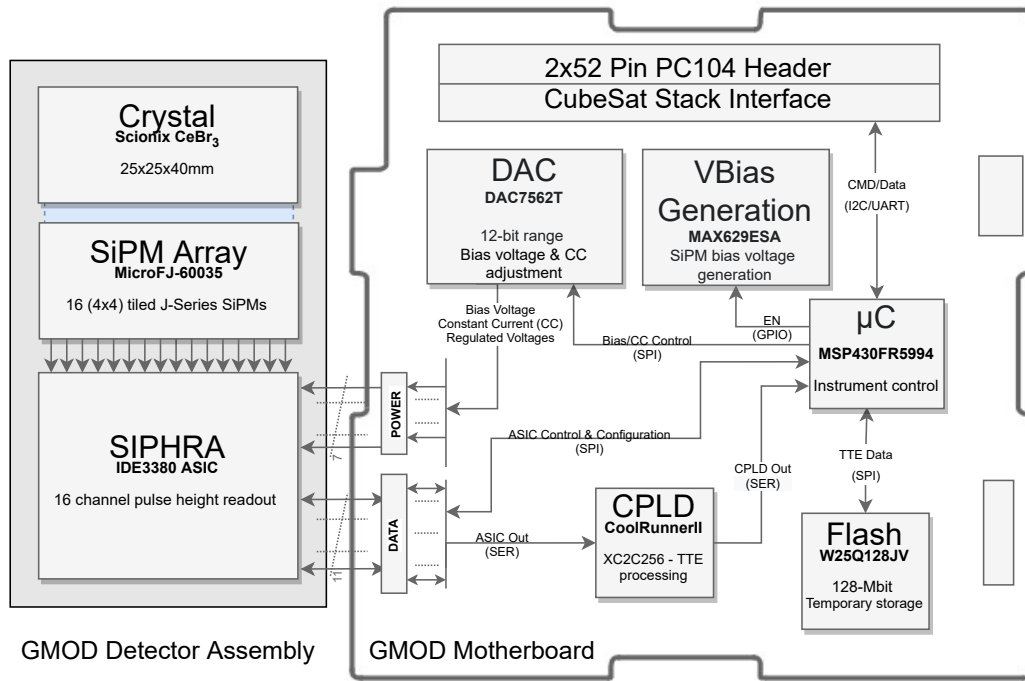 2x52 Pin PC104 Header
CubeSat Stack Interface
Crystal
Scionix CeBr3
25x25x40mm
SiPM Array
MicroFJ-60035
16 (4x4) tiled J-Series SiPMs
SIPHRA
IDE3380 ASIC
16 channel pulse height readout
GMOD Detector Assembly
DAC
DAC7562T
12-bit range
Bias voltage & CC
adjustment
VBias
Generation
MAX629ESA
SiPM bias voltage
generation
CMD/Data
(I2C/UART)
Bias Voltage
Constant Current (CC)
Regulated Voltages
Bias/CC Control
(SPI)
EN
(GPIO)
µC
MSP430FR5994
Instrument control
POWER
7
ASIC Control & Configuration
(SPI)
CPLD Out
(SER)
TTE Data
(SPI)
DATA
11
ASIC Out
(SER)
CPLD
CoolRunnerII
XC2C256 - TTE
processing
Flash
W25Q128JV
128-Mbit
Temporary storage
GMOD Motherboard